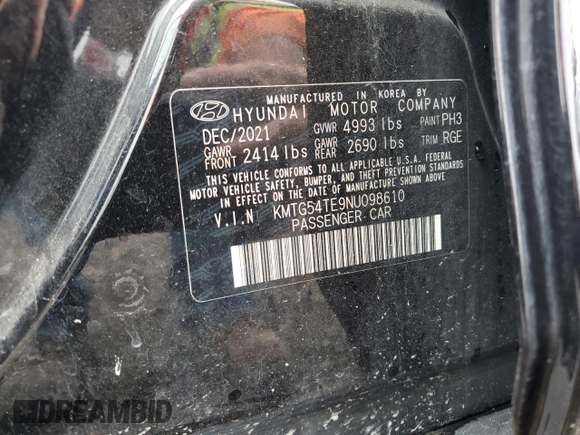 MANUFACTURED IN KOREA BY
HYUNDAI MOTOR COMPANY
DEC/2021 GVWR 4993 lbs PAINT PH3
GAWR FRONT 2414 lbs GAWR REAR 2690 lbs TRIM RGE
THIS VEHICLE CONFORMS TO ALL APPLICABLE U.S.A. FEDERAL
MOTOR VEHICLE SAFETY, BUMPER, AND THEFT PREVENTION STANDARDS
IN EFFECT ON THE DATE OF MANUFACTURE SHOWN ABOVE
V.I.N KMTG54TE9NU098610
PASSENGER CAR
DREAMBID